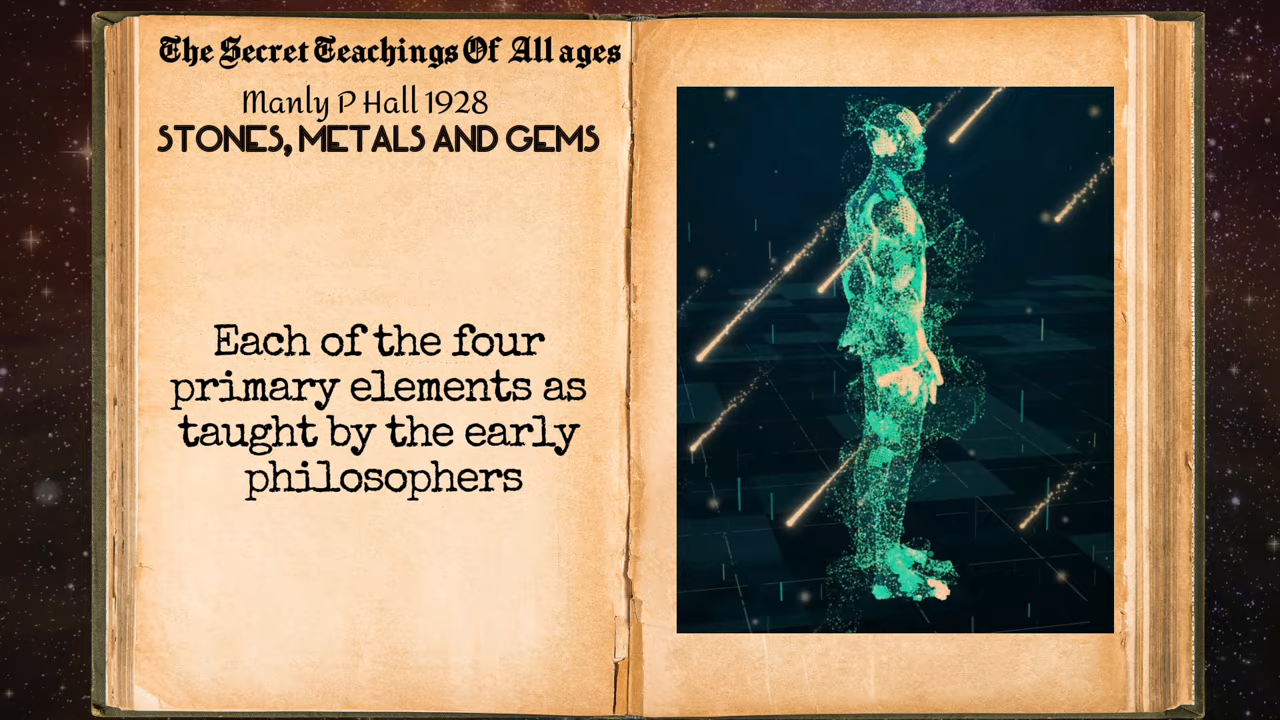 The Secret Teachings Of All ages
Manly P Hall 1928
STONES, METALS AND GEMS
Each of the four
primary elements as
taught by the early
philosophers